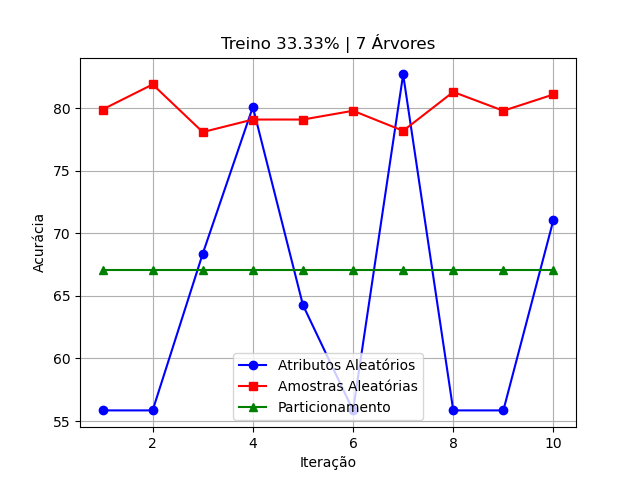 Treino 33.33% | 7 Árvores
80
75
70
65
60
55
Acurácia
Atributos Aleatórios
Amostras Aleatórias
Particionamento
2
4
6
8
10
Iteração